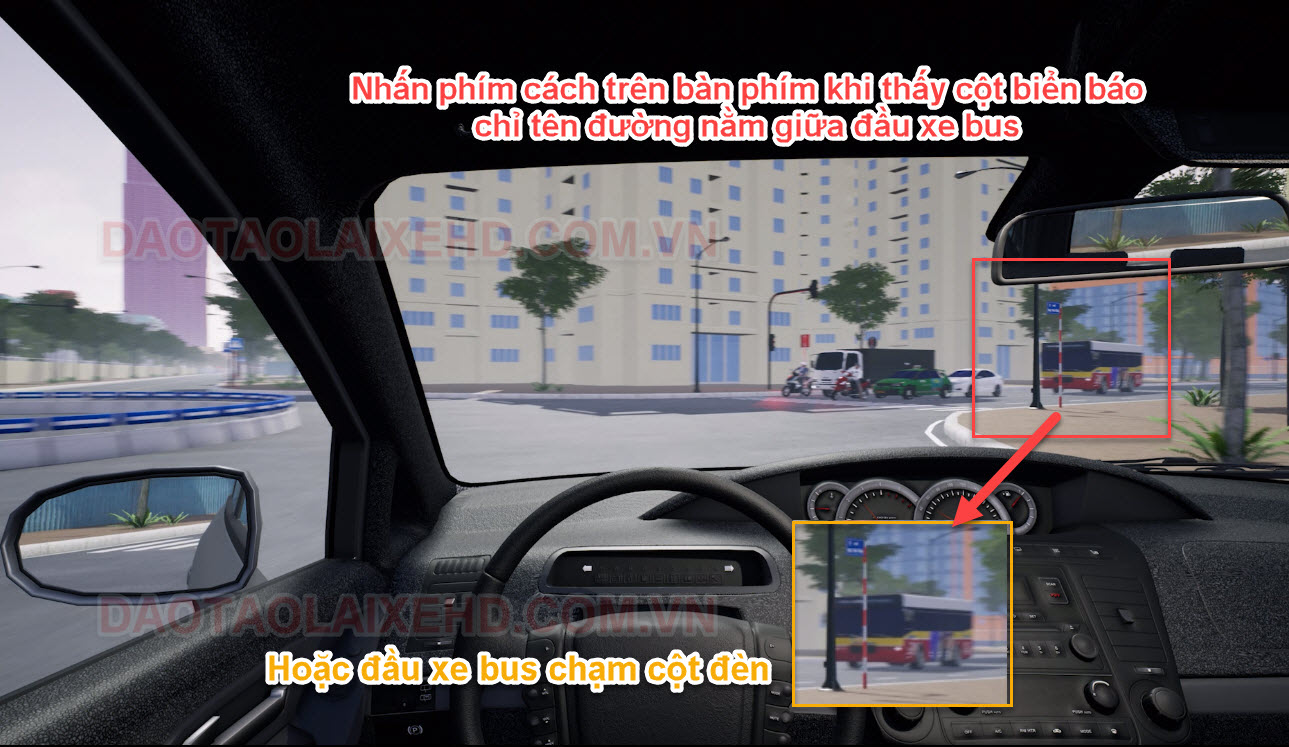 Nhấn phím cách trên bàn phím khi thấy cột biển báo
chỉ tên đường nằm giữa đầu xe bus
DAOTAOLAIXEHD.COM.VN
DAOTAOLAIXEHD.COM.VN
Hoặc đầu xe bus chạm cột đèn